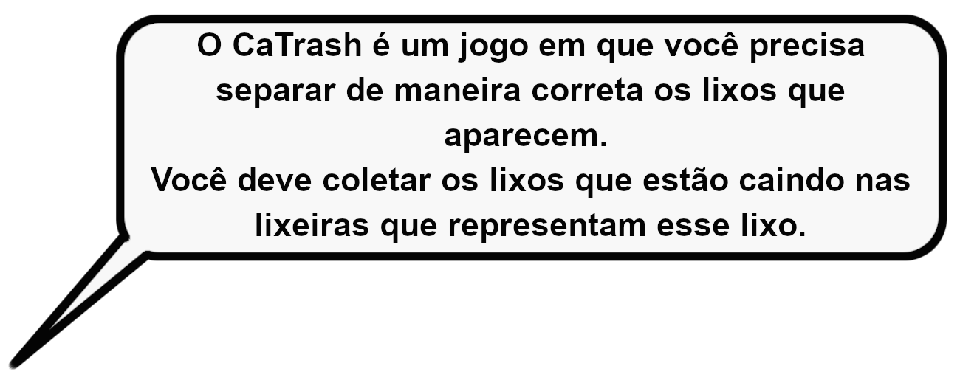 O CaTrash é um jogo em que você precisa
separar de maneira correta os lixos que
aparecem.
Você deve coletar os lixos que estão caindo nas
lixeiras que representam esse lixo.